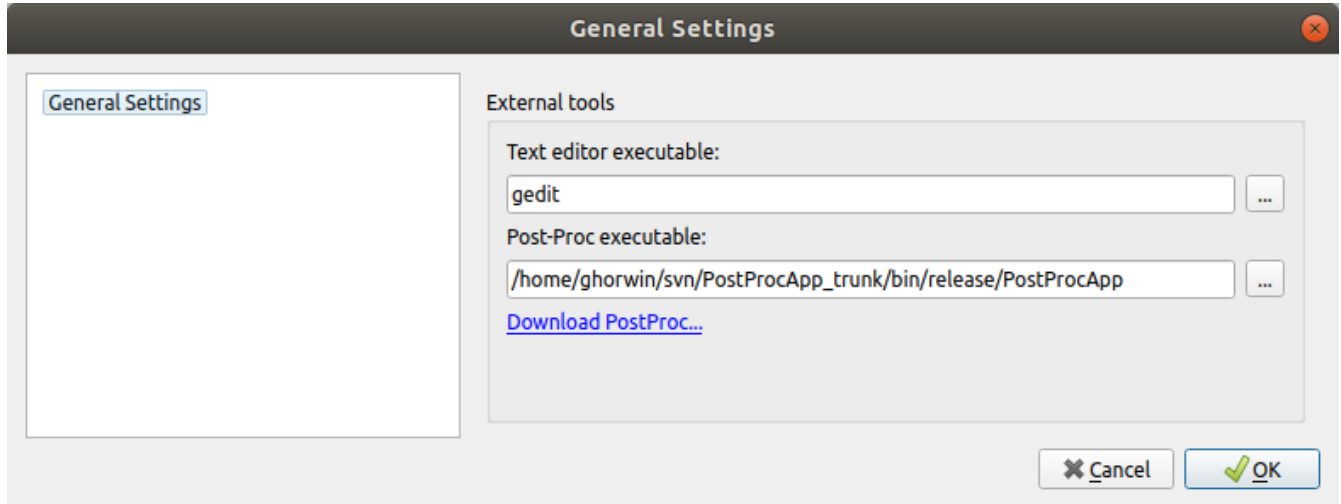 General Settings
General Settings
External tools
Text editor executable:
gedit
...
Post-Proc executable:
/home/ghorwin/svn/PostProcApp_trunk/bin/release/PostProcApp
...
Download PostProc...
Cancel
OK